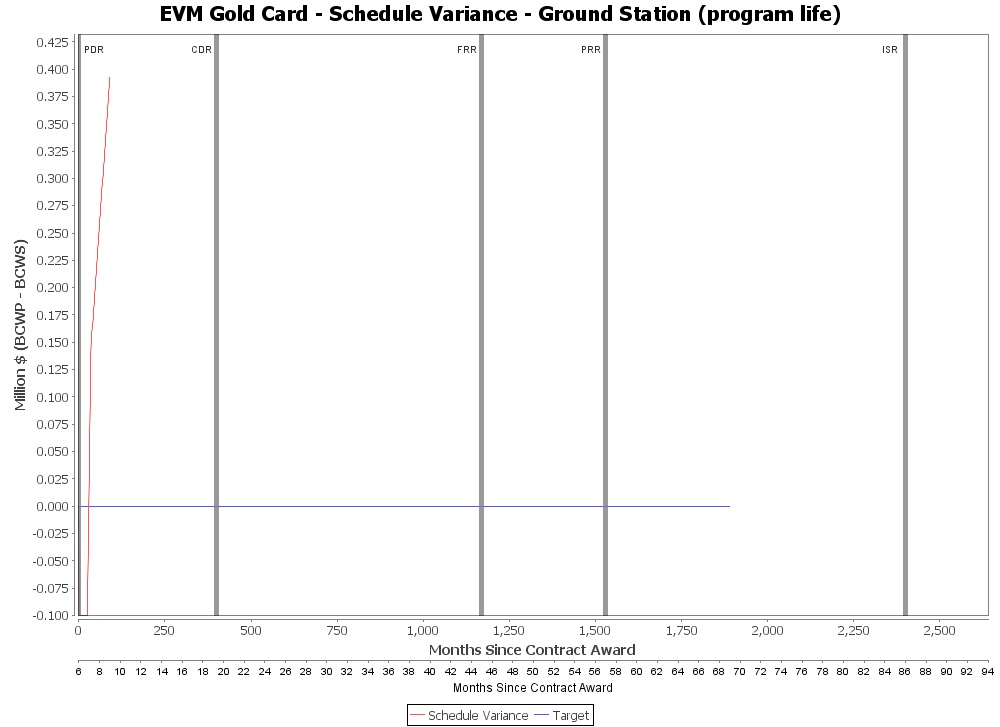 EVM Gold Card - Schedule Variance - Ground Station (program life)
PDR CDR FRR PRR ISR
Million $ (BCWP - BCWS)
0.425
0.400
0.375
0.350
0.325
0.300
0.275
0.250
0.225
0.200
0.175
0.150
0.125
0.100
0.075
0.050
0.025
0.000
-0.025
-0.050
-0.075
-0.100
0 250 500 750 1,000 1,250 1,500 1,750 2,000 2,250 2,500
Months Since Contract Award
6 8 10 12 14 16 18 20 22 24 26 28 30 32 34 36 38 40 42 44 46 48 50 52 54 56 58 60 62 64 66 68 70 72 74 76 78 80 82 84 86 88 90 92 94
Months Since Contract Award
Schedule Variance Target